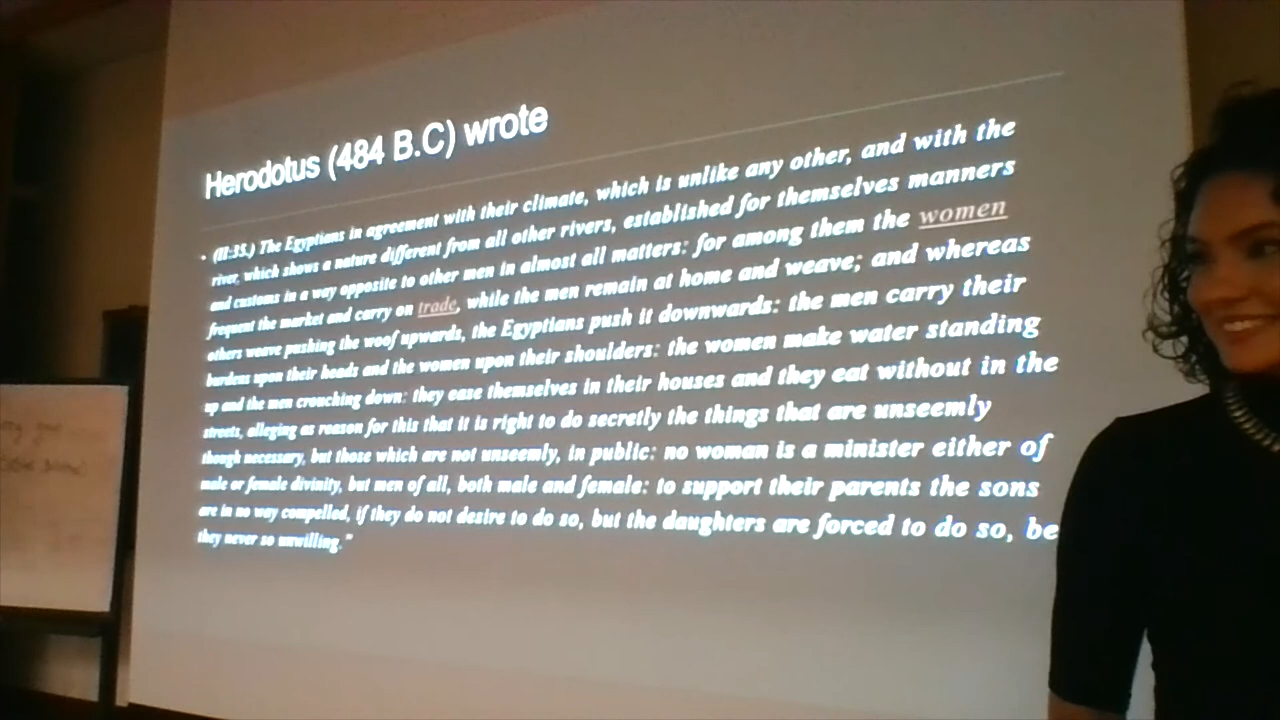 Herodotus (484 B.C) wrote
• (II:35.) The Egyptians in agreement with their climate, which is unlike any other, and with the
river, which shows a nature different from all other rivers, established for themselves manners
and customs in a way opposite to other men in almost all matters: for among them the women
frequent the market and carry on trade, while the men remain at home and weave; and whereas
others weave pushing the woof upwards, the Egyptians push it downwards: the men carry their
burdens upon their heads and the women upon their shoulders: the women make water standing
up and the men crouching down: they ease themselves in their houses and they eat without in the
streets, alleging as reason for this that it is right to do secretly the things that are unseemly
though necessary, but those which are not unseemly, in public: no woman is a minister either of
male or female divinity, but men of all, both male and female: to support their parents the sons
are in no way compelled, if they do not desire to do so, but the daughters are forced to do so, be
they never so unwilling."